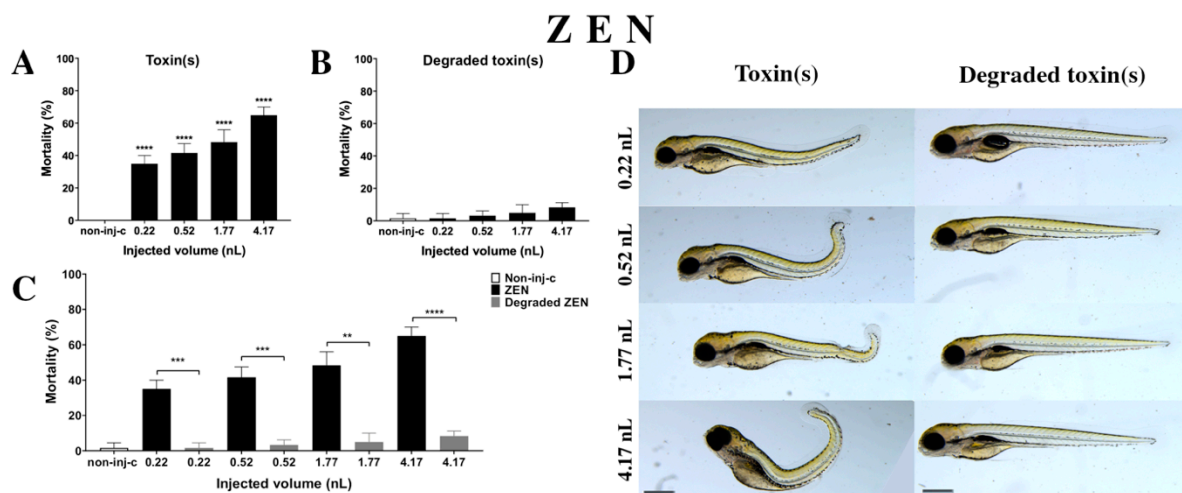 Z E N
A
Toxin(s)
Mortality (%)
100
80
60
40
20
0
****
****
****
****
non-inj-c 0.22 0.52 1.77 4.17
Injected volume (nL)
B
Degraded toxin(s)
Mortality (%)
100
80
60
40
20
0
non-inj-c 0.22 0.52 1.77 4.17
Injected volume (nL)
C
Mortality (%)
100
80
60
40
20
0
Non-inj-c
ZEN
Degraded ZEN
***
***
**
****
non-inj-c 0.22 0.22 0.52 0.52 1.77 1.77 4.17 4.17
Injected volume (nL)
D
Toxin(s) Degraded toxin(s)
0.22 nL
0.52 nL
1.77 nL
4.17 nL